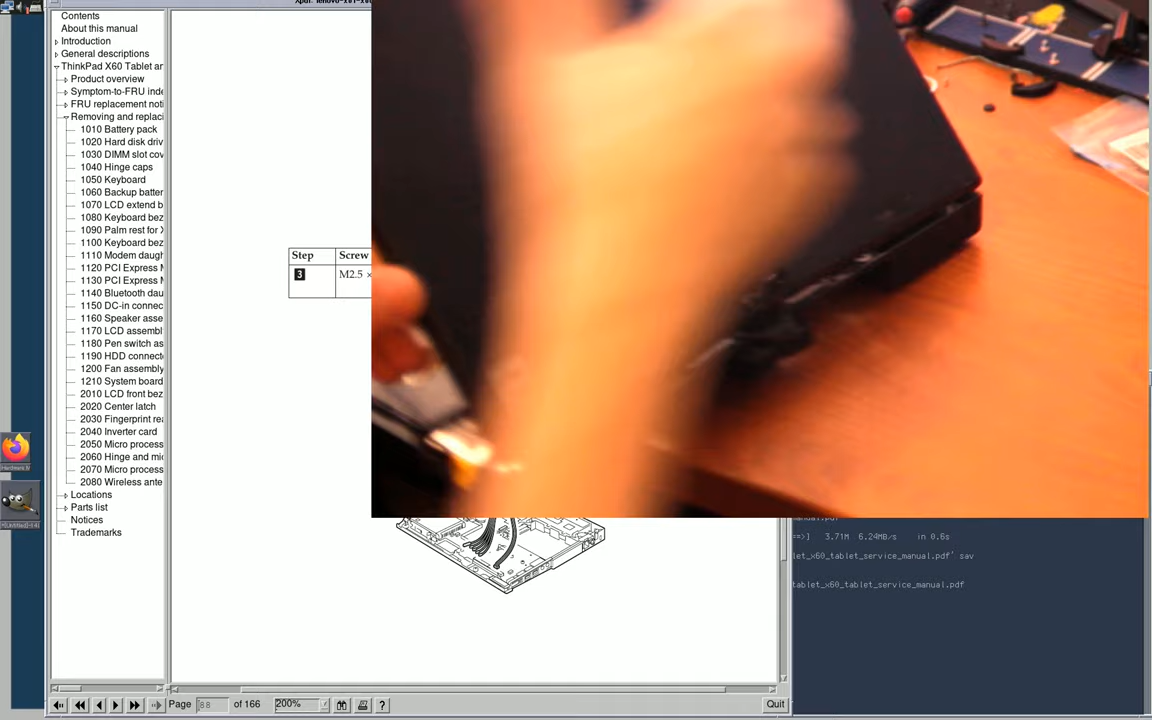 Contents
About this manual
Introduction
General descriptions
ThinkPad X60 Tablet ar
Product overview
Symptom-to-FRU inde
FRU replacement noti
Removing and replaci
1010 Battery pack
1020 Hard disk driv
1030 DIMM slot cov
1040 Hinge caps
1050 Keyboard
1060 Backup batter
1070 LCD extend b
1080 Keyboard bez
1090 Palm rest for X
1100 Keyboard bez
1110 Modem daugh
1120 PCI Express M
1130 PCI Express M
1140 Bluetooth dau
1150 DC-in connec
1160 Speaker asse
1170 LCD assembl
1180 Pen switch as
1190 HDD connect
1200 Fan assembly
1210 System board
2010 LCD front bez
2020 Center latch
2030 Fingerprint rea
2040 Inverter card
2050 Micro process
2060 Hinge and mic
2070 Micro process
2080 Wireless ante
Locations
Parts list
Notices
Trademarks
Step Screw
3 M2.5 ×
==>] 3.71M 6.24MB/s in 0.6s
let_x60_tablet_service_manual.pdf' sav
tablet_x60_tablet_service_manual.pdf
Page 88 of 166 200% ? Quit